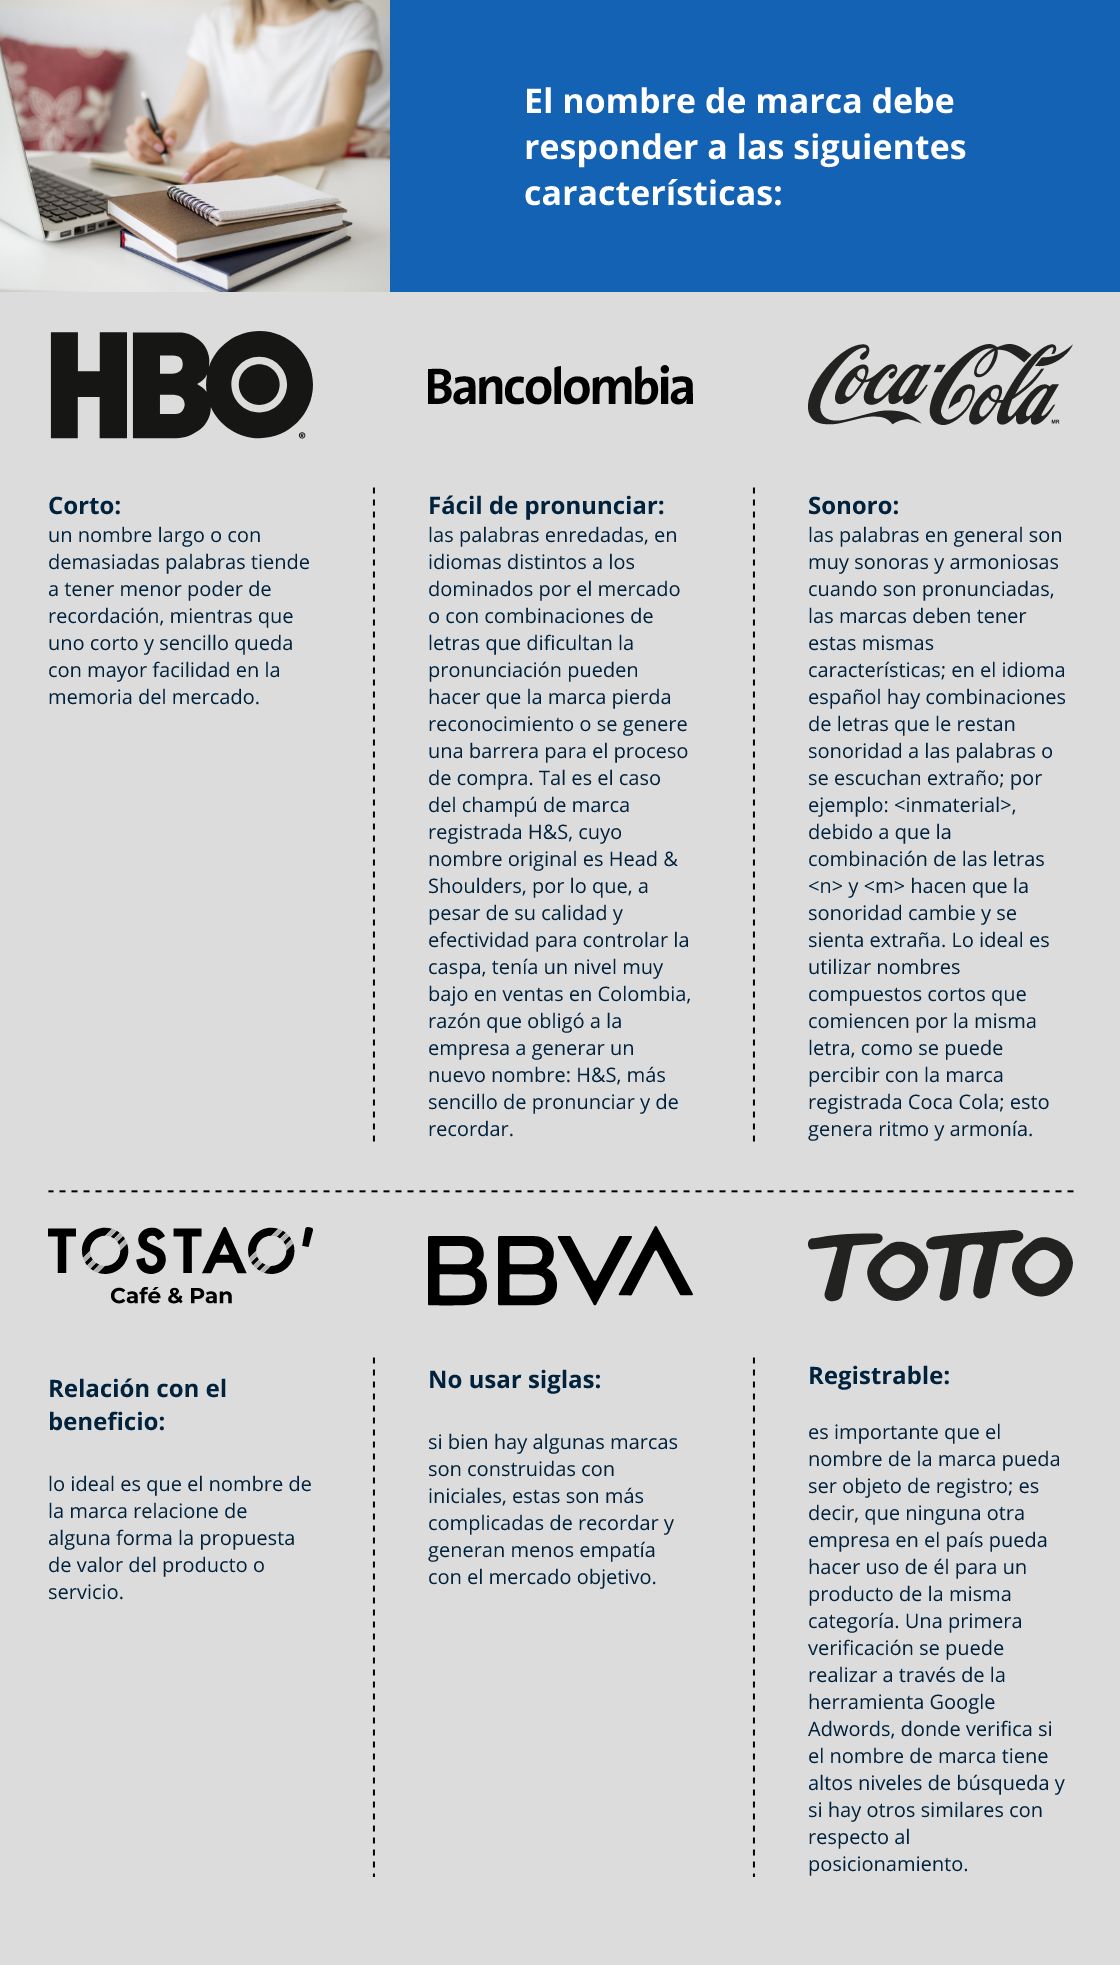 El nombre de marca debe
responder a las siguientes
características:
HBO
®
Bancolombia
Coca-Cola
MR
Corto:
un nombre largo o con
demasiadas palabras tiende
a tener menor poder de
recordación, mientras que
uno corto y sencillo queda
con mayor facilidad en la
memoria del mercado.
Fácil de pronunciar:
las palabras enredadas, en
idiomas distintos a los
dominados por el mercado
o con combinaciones de
letras que dificultan la
pronunciación pueden
hacer que la marca pierda
reconocimiento o se genere
una barrera para el proceso
de compra. Tal es el caso
del champú de marca
registrada H&S, cuyo
nombre original es Head &
Shoulders, por lo que, a
pesar de su calidad y
efectividad para controlar la
caspa, tenía un nivel muy
bajo en ventas en Colombia,
razón que obligó a la
empresa a generar un
nuevo nombre: H&S, más
sencillo de pronunciar y de
recordar.
Sonoro:
las palabras en general son
muy sonoras y armoniosas
cuando son pronunciadas,
las marcas deben tener
estas mismas
características; en el idioma
español hay combinaciones
de letras que le restan
sonoridad a las palabras o
se escuchan extraño; por
ejemplo: <inmaterial>,
debido a que la
combinación de las letras
<n> y <m> hacen que la
sonoridad cambie y se
sienta extraña. Lo ideal es
utilizar nombres
compuestos cortos que
comiencen por la misma
letra, como se puede
percibir con la marca
registrada Coca Cola; esto
genera ritmo y armonía.
TOSTAO'
Café & Pan
BBVA
TOTTO
Relación con el
beneficio:
lo ideal es que el nombre de
la marca relacione de
alguna forma la propuesta
de valor del producto o
servicio.
No usar siglas:
si bien hay algunas marcas
son construidas con
iniciales, estas son más
complicadas de recordar y
generan menos empatía
con el mercado objetivo.
Registrable:
es importante que el
nombre de la marca pueda
ser objeto de registro; es
decir, que ninguna otra
empresa en el país pueda
hacer uso de él para un
producto de la misma
categoría. Una primera
verificación se puede
realizar a través de la
herramienta Google
Adwords, donde verifica si
el nombre de marca tiene
altos niveles de búsqueda y
si hay otros similares con
respecto al
posicionamiento.